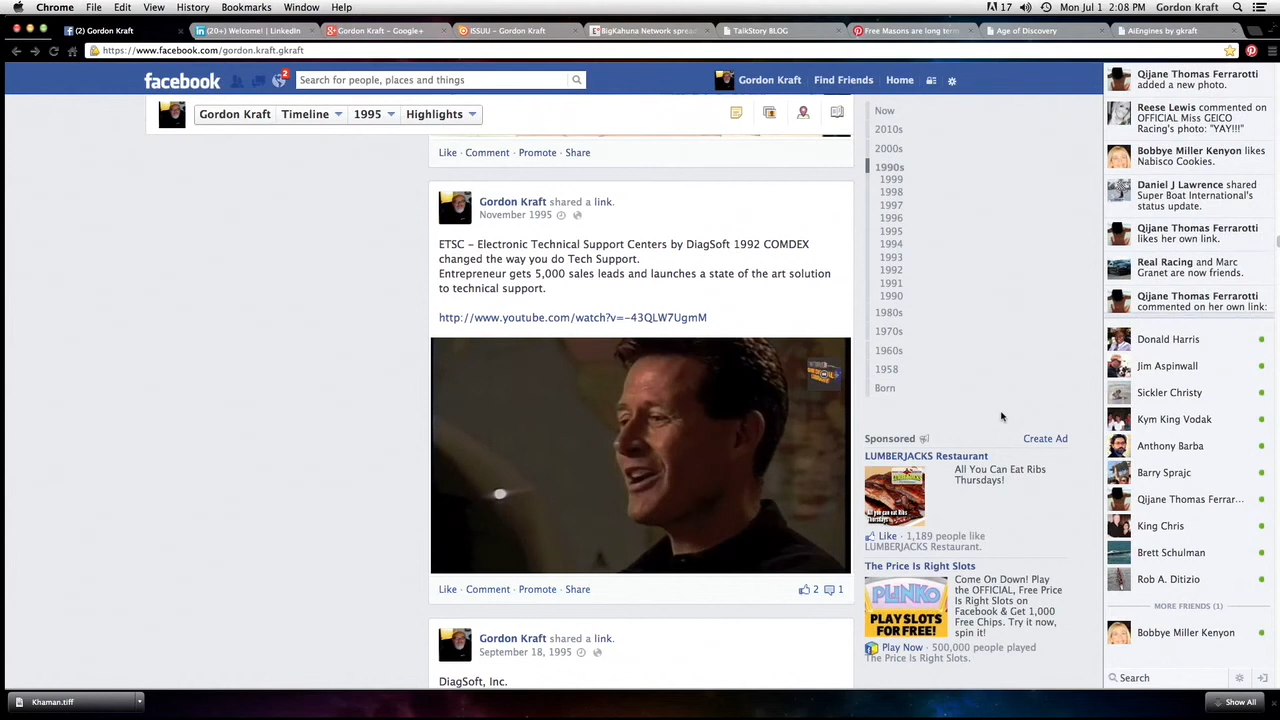 Chrome File Edit View History Bookmarks Window Help
17 Mon Jul 1 2:08 PM Gordon Kraft
(2) Gordon Kraft
(20+) Welcome! | LinkedIn
Gordon Kraft - Google+
ISSUU - Gordon Kraft
BigKahuna Network sprea
TalkStory BLOG
Free Masons are long term
Age of Discovery
AiEngines by gkraft
https://www.facebook.com/gordon.kraft.gkraft
facebook
2
Search for people, places and things
Gordon Kraft Find Friends Home
Gordon Kraft Timeline 1995 Highlights
Like · Comment · Promote · Share
Gordon Kraft shared a link.
November 1995
ETSC – Electronic Technical Support Centers by DiagSoft 1992 COMDEX
changed the way you do Tech Support.
Entrepreneur gets 5,000 sales leads and launches a state of the art solution
to technical support.
http://www.youtube.com/watch?v=-43QLW7UgmM
Like · Comment · Promote · Share
2 1
Gordon Kraft shared a link.
September 18, 1995
DiagSoft, Inc.
Now
2010s
2000s
1990s
1999
1998
1997
1996
1995
1994
1993
1992
1991
1990
1980s
1970s
1960s
1958
Born
Sponsored Create Ad
LUMBERJACKS Restaurant
All You Can Eat Ribs
Thursdays!
Like · 1,189 people like
LUMBERJACKS Restaurant.
The Price Is Right Slots
PLINKO
PLAY SLOTS
FOR FREE!
Come On Down! Play
the OFFICIAL, Free Price
Is Right Slots on
Facebook & Get 1,000
Free Chips. Try it now,
spin it!
Play Now · 500,000 people played
The Price Is Right Slots.
Qijane Thomas Ferrarotti
added a new photo.
Reese Lewis commented on
OFFICIAL Miss GEICO
Racing's photo: "YAY!!!"
Bobbye Miller Kenyon likes
Nabisco Cookies.
Daniel J Lawrence shared
Super Boat International's
status update.
Qijane Thomas Ferrarotti
likes her own link.
Real Racing and Marc
Granet are now friends.
Qijane Thomas Ferrarotti
commented on her own link:
Donald Harris
Jim Aspinwall
Sickler Christy
Kym King Vodak
Anthony Barba
Barry Sprajc
Qijane Thomas Ferrar...
King Chris
Brett Schulman
Rob A. Ditizio
MORE FRIENDS (1)
Bobbye Miller Kenyon
Search
Khaman.tiff
Show All